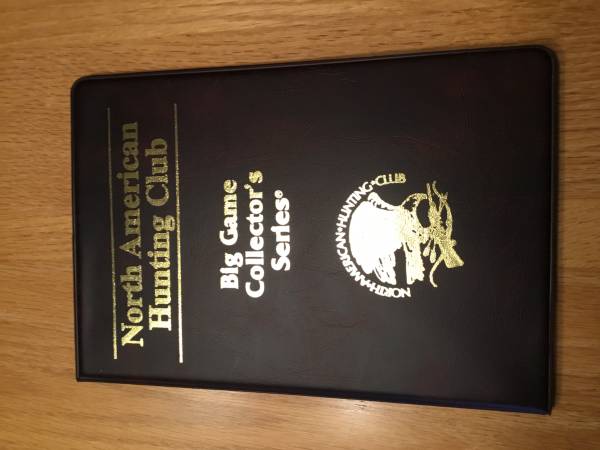 North American
Hunting Club
Big Game
Collector's
Series®
NORTH•AMERICAN•HUNTING•CLUB